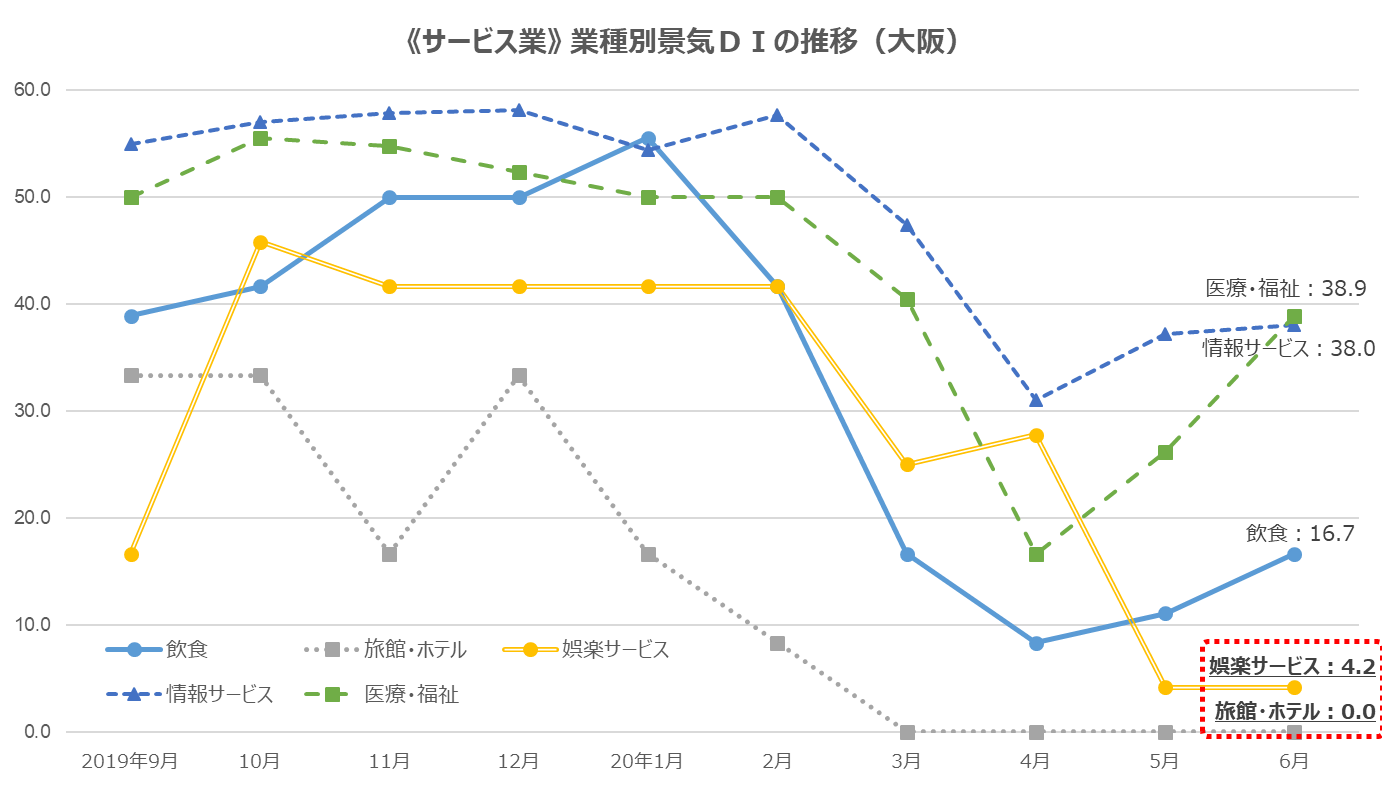 《サービス業》 業種別景気DIの推移（大阪）
60.0
50.0
40.0
30.0
20.0
10.0
0.0
医療・福祉：38.9
情報サービス：38.0
飲食：16.7
娯楽サービス：4.2
旅館・ホテル：0.0
飲食 旅館・ホテル 娯楽サービス
情報サービス 医療・福祉
2019年9月 10月 11月 12月 20年1月 2月 3月 4月 5月 6月